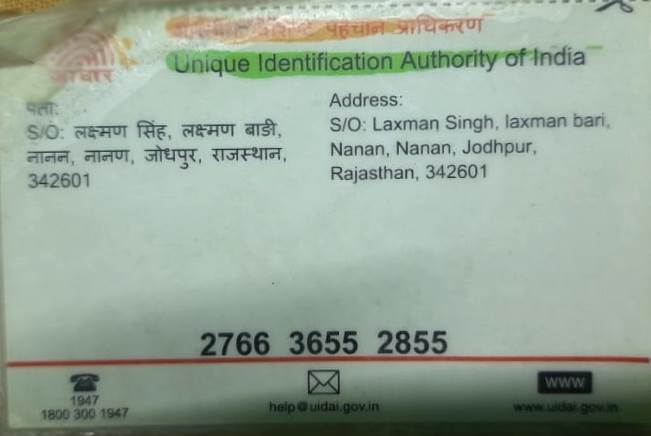 पहचान प्राधिकरण
आधार
Unique Identification Authority of India
पता:
S/O: लक्ष्मण सिंह, लक्ष्मण बाडी,
नानन, नानण, जोधपुर, राजस्थान,
342601
Address:
S/O: Laxman Singh, laxman bari,
Nanan, Nanan, Jodhpur,
Rajasthan, 342601
2766 3655 2855
1947
1800 300 1947
help@uidai.gov.in
WWW
www.uidai.gov.in